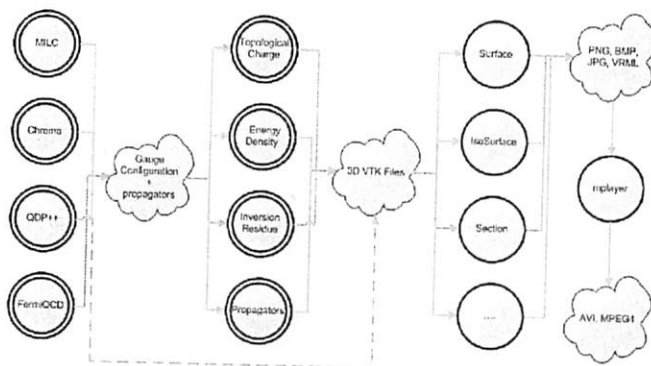 MILC
Chroma
QDP++
FermiQCD
Gauge
Configuration
+
propagators
Topological
Charge
Energy
Density
Inversion
Residue
Propagators
3D VTK Files
Surface
IsoSurface
Section
....
PNG, BMP,
JPG, VRML
mplayer
AVI, MPEG4